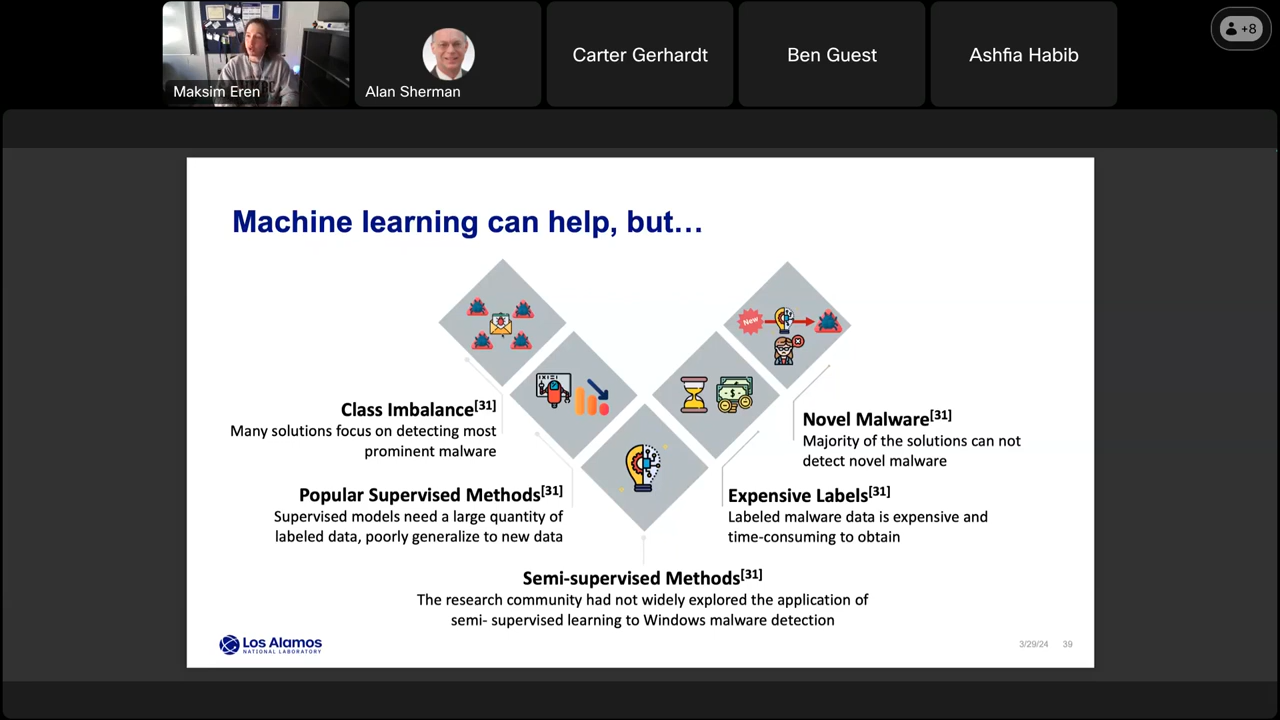 Maksim Eren
Alan Sherman
Carter Gerhardt
Ben Guest
Ashfia Habib
+8
Machine learning can help, but…
New
Class Imbalance[31]
Many solutions focus on detecting most
prominent malware
Popular Supervised Methods[31]
Supervised models need a large quantity of
labeled data, poorly generalize to new data
Semi-supervised Methods[31]
The research community had not widely explored the application of
semi- supervised learning to Windows malware detection
Expensive Labels[31]
Labeled malware data is expensive and
time-consuming to obtain
Novel Malware[31]
Majority of the solutions can not
detect novel malware
Los Alamos
NATIONAL LABORATORY
3/29/24 39